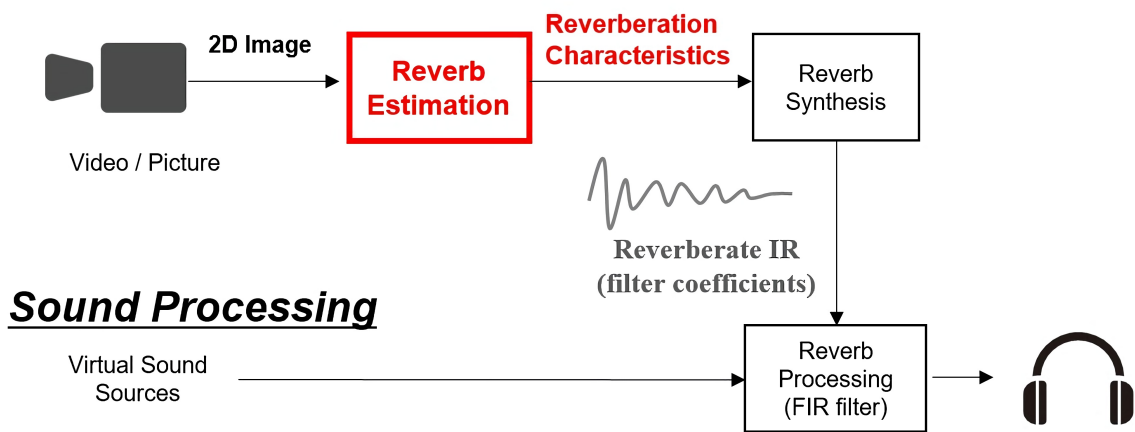 2D Image
Reverb
Estimation
Reverberation
Characteristics
Reverb
Synthesis
Video / Picture
Reverberate IR
(filter coefficients)
Sound Processing
Virtual Sound
Sources
Reverb
Processing
(FIR filter)